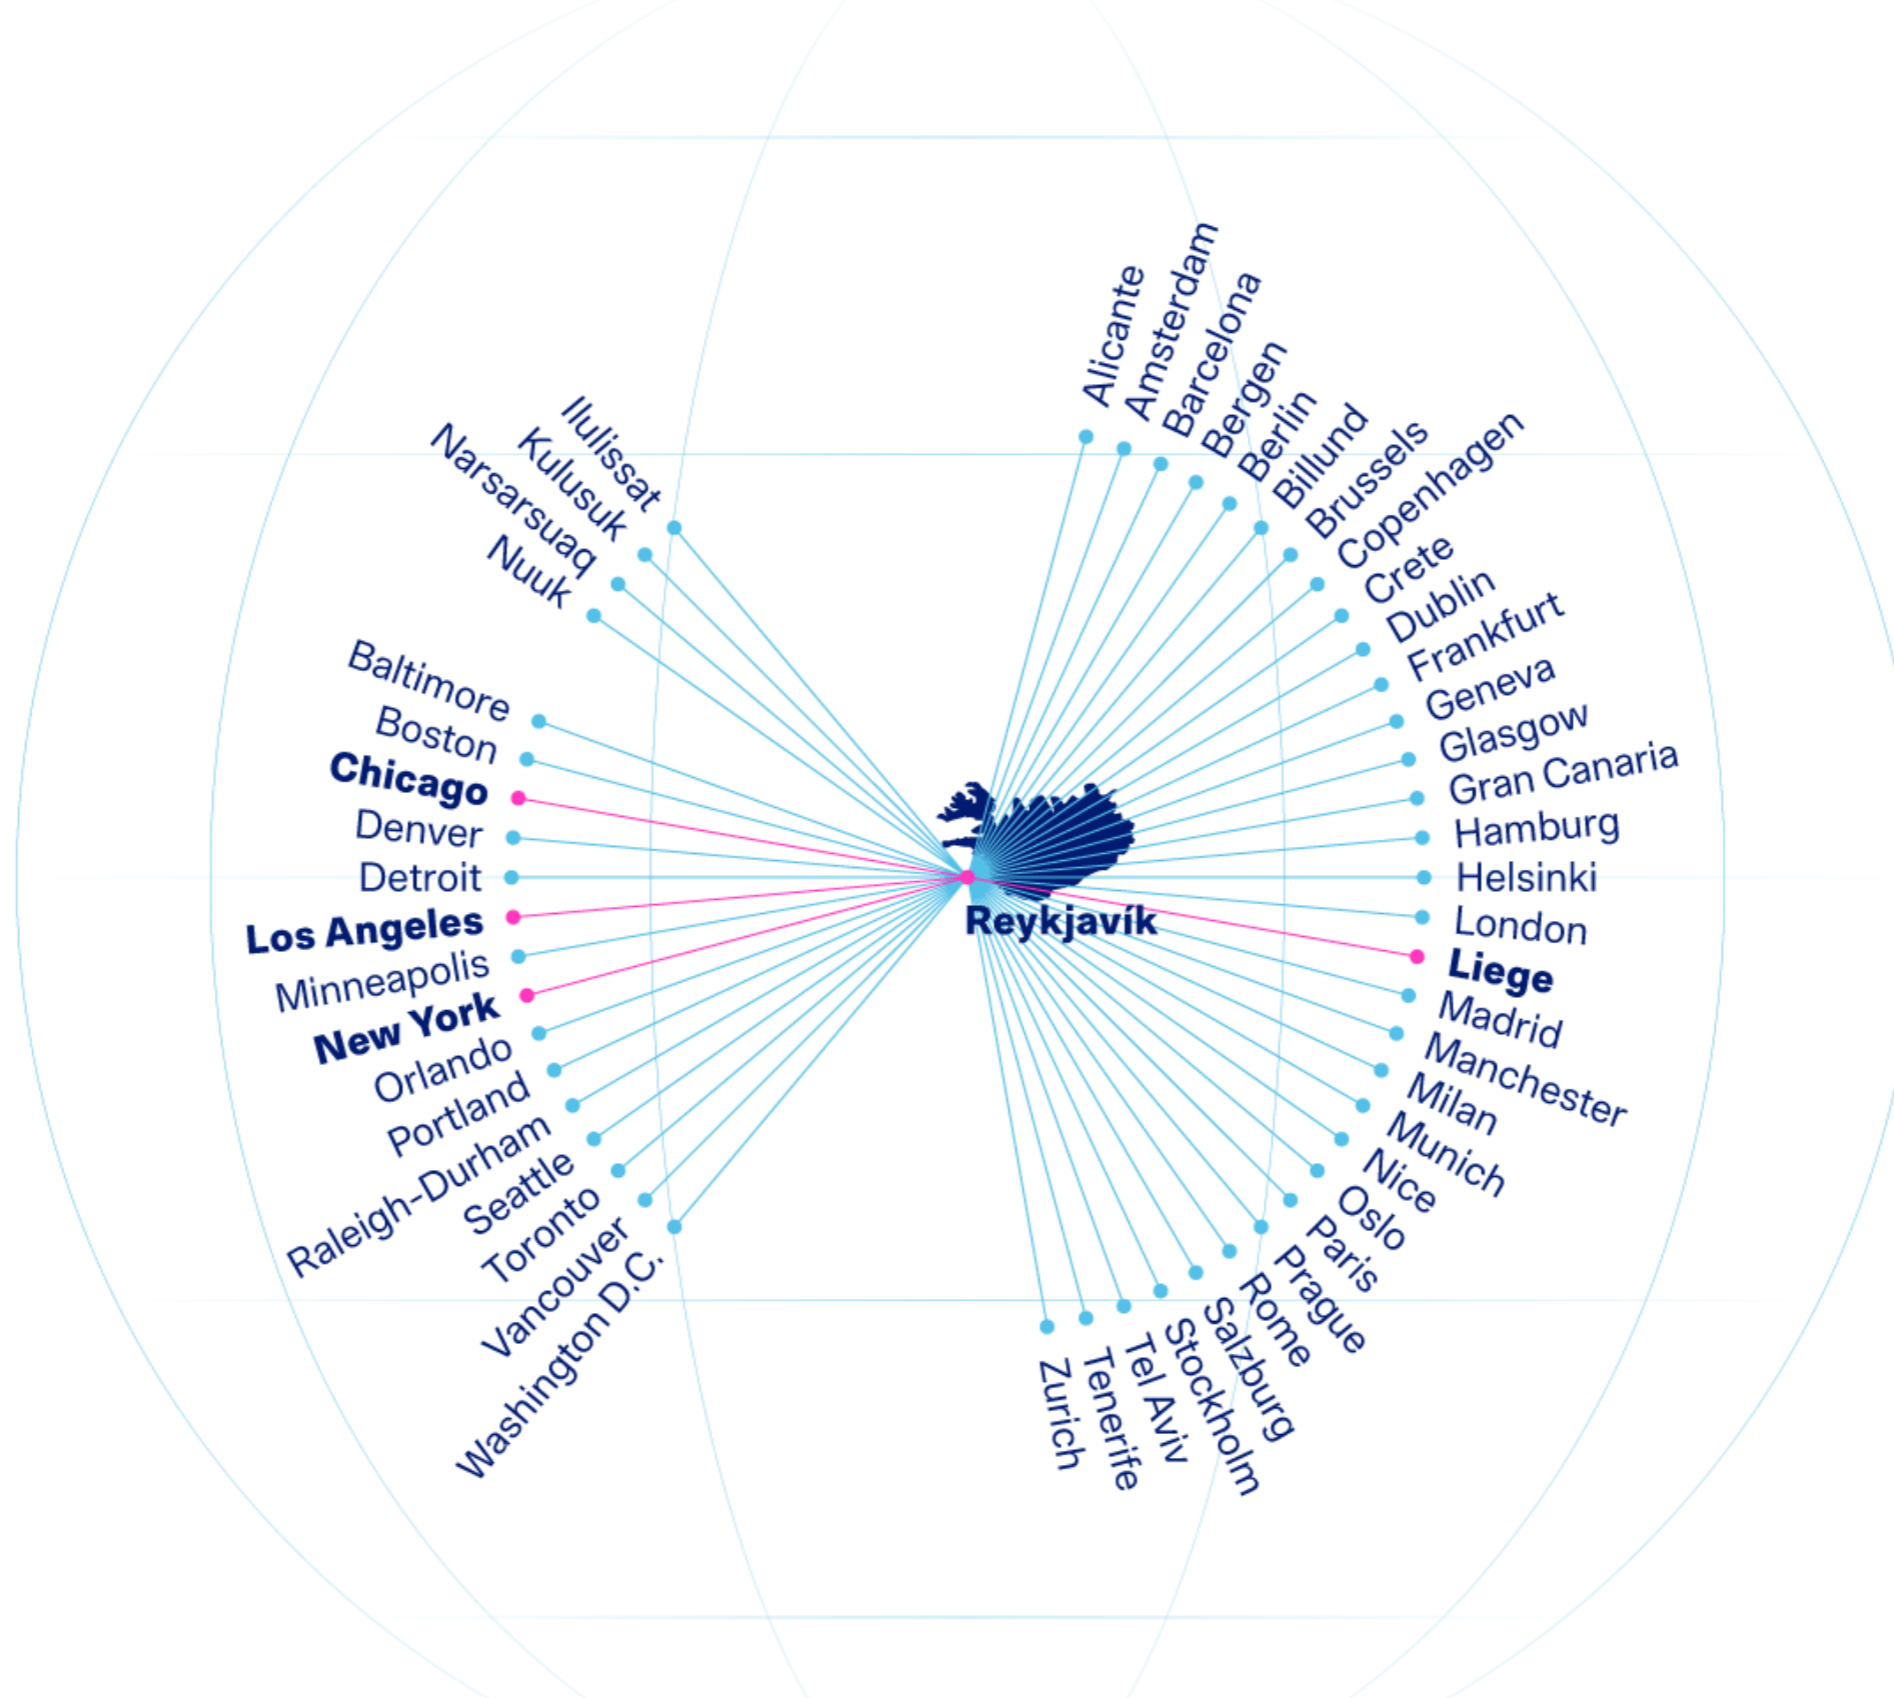 Ilulissat
Kulusuk
Narsarsuaq
Nuuk
Baltimore
Boston
Chicago
Denver
Detroit
Los Angeles
Minneapolis
New York
Orlando
Portland
Raleigh-Durham
Seattle
Toronto
Vancouver
Washington D.C.
Reykjavík
Alicante
Amsterdam
Barcelona
Bergen
Berlin
Billund
Brussels
Copenhagen
Crete
Dublin
Frankfurt
Geneva
Glasgow
Gran Canaria
Hamburg
Helsinki
London
Liege
Madrid
Manchester
Milan
Munich
Nice
Oslo
Paris
Prague
Rome
Salzburg
Stockholm
Tel Aviv
Tenerife
Zurich